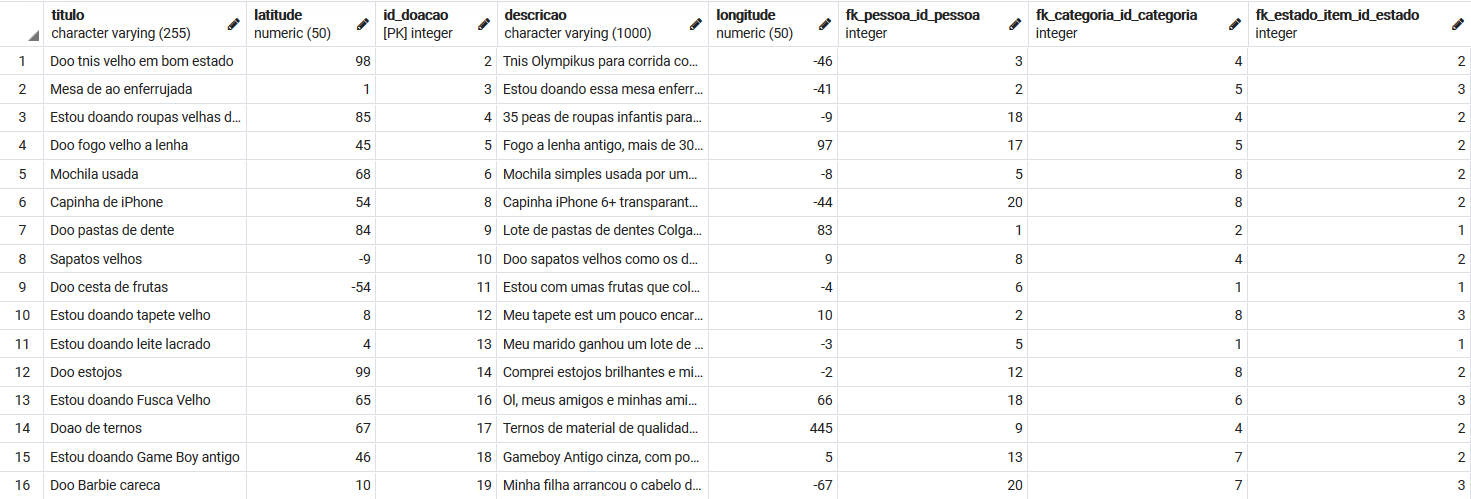 titulo latitude id_doacao descricao longitude fk_pessoa_id_pessoa fk_categoria_id_categoria fk_estado_item_id_estado
character varying (255) numeric (50) [PK] integer character varying (1000) numeric (50) integer integer integer
1 Doo tnis velho em bom estado 98 2 Tnis Olympikus para corrida co... -46 3 4 2
2 Mesa de ao enferrujada 1 3 Estou doando essa mesa enferr... -41 2 5 3
3 Estou doando roupas velhas d... 85 4 35 peas de roupas infantis para... -9 18 4 2
4 Doo fogo velho a lenha 45 5 Fogo a lenha antigo, mais de 30... 97 17 5 2
5 Mochila usada 68 6 Mochila simples usada por um... -8 5 8 2
6 Capinha de iPhone 54 8 Capinha iPhone 6+ transparant... -44 20 8 2
7 Doo pastas de dente 84 9 Lote de pastas de dentes Colga... 83 1 2 1
8 Sapatos velhos -9 10 Doo sapatos velhos como os d... 9 8 4 2
9 Doo cesta de frutas -54 11 Estou com umas frutas que col... -4 6 1 1
10 Estou doando tapete velho 8 12 Meu tapete est um pouco encar... 10 2 8 3
11 Estou doando leite lacrado 4 13 Meu marido ganhou um lote de ... -3 5 1 1
12 Doo estojos 99 14 Comprei estojos brilhantes e mi... -2 12 8 2
13 Estou doando Fusca Velho 65 16 Ol, meus amigos e minhas ami... 66 18 6 3
14 Doao de ternos 67 17 Ternos de material de qualidad... 445 9 4 2
15 Estou doando Game Boy antigo 46 18 Gameboy Antigo cinza, com po... 5 13 7 2
16 Doo Barbie careca 10 19 Minha filha arrancou o cabelo d... -67 20 7 3